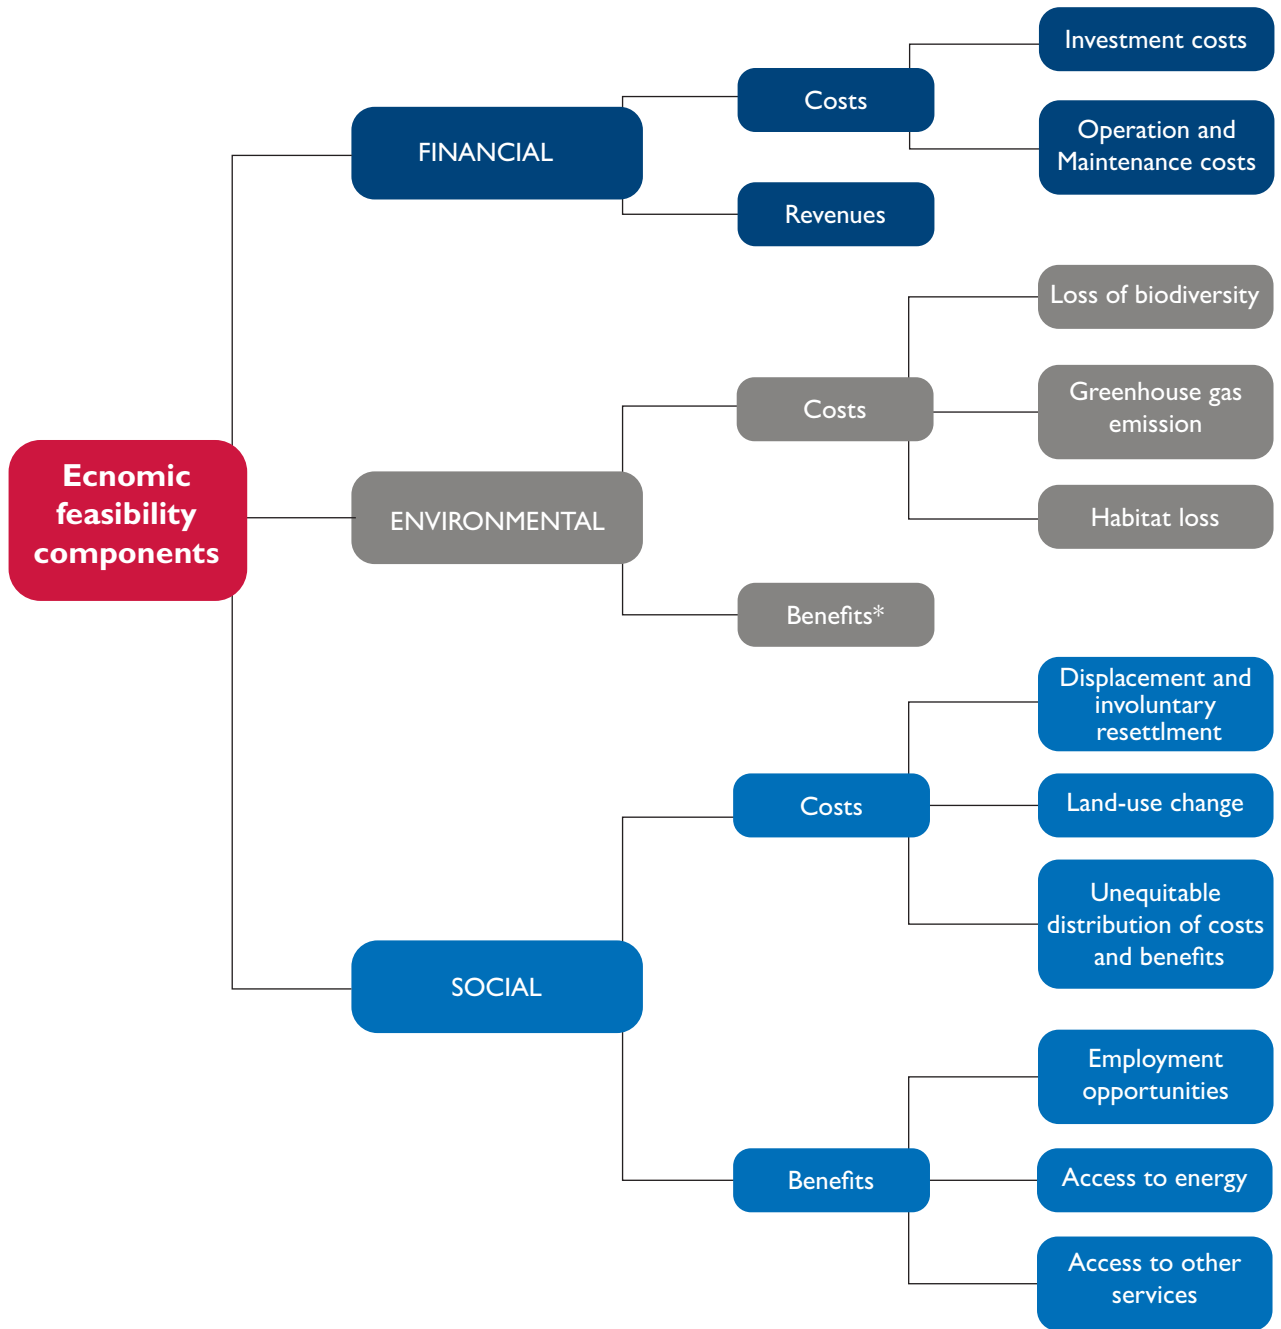 Ecnomic
feasibility
components
FINANCIAL
Costs
Investment costs
Operation and
Maintenance costs
Revenues
ENVIRONMENTAL
Costs
Loss of biodiversity
Greenhouse gas
emission
Habitat loss
Benefits*
SOCIAL
Costs
Displacement and
involuntary
resettlment
Land-use change
Unequitable
distribution of costs
and benefits
Benefits
Employment
opportunities
Access to energy
Access to other
services